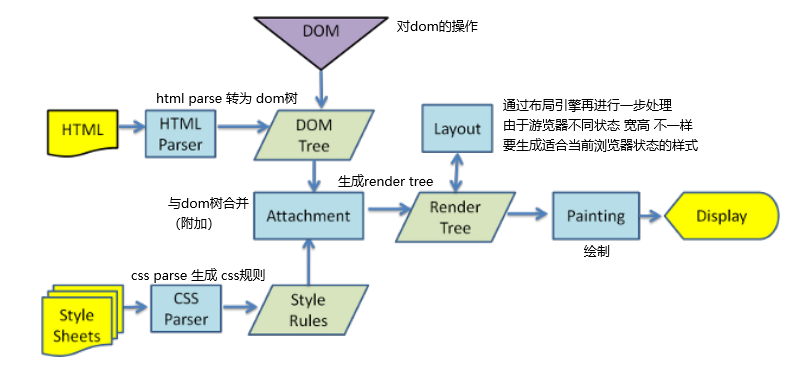 DOM
对dom的操作
html parse 转为 dom树
HTML
HTML
Parser
DOM
Tree
Layout
通过布局引擎再进行一步处理
由于游览器不同状态 宽高 不一样
要生成适合当前浏览器状态的样式
与dom树合并
(附加)
Attachment
生成render tree
Render
Tree
Painting
绘制
Display
css parse 生成 css规则
Style
Sheets
CSS
Parser
Style
Rules